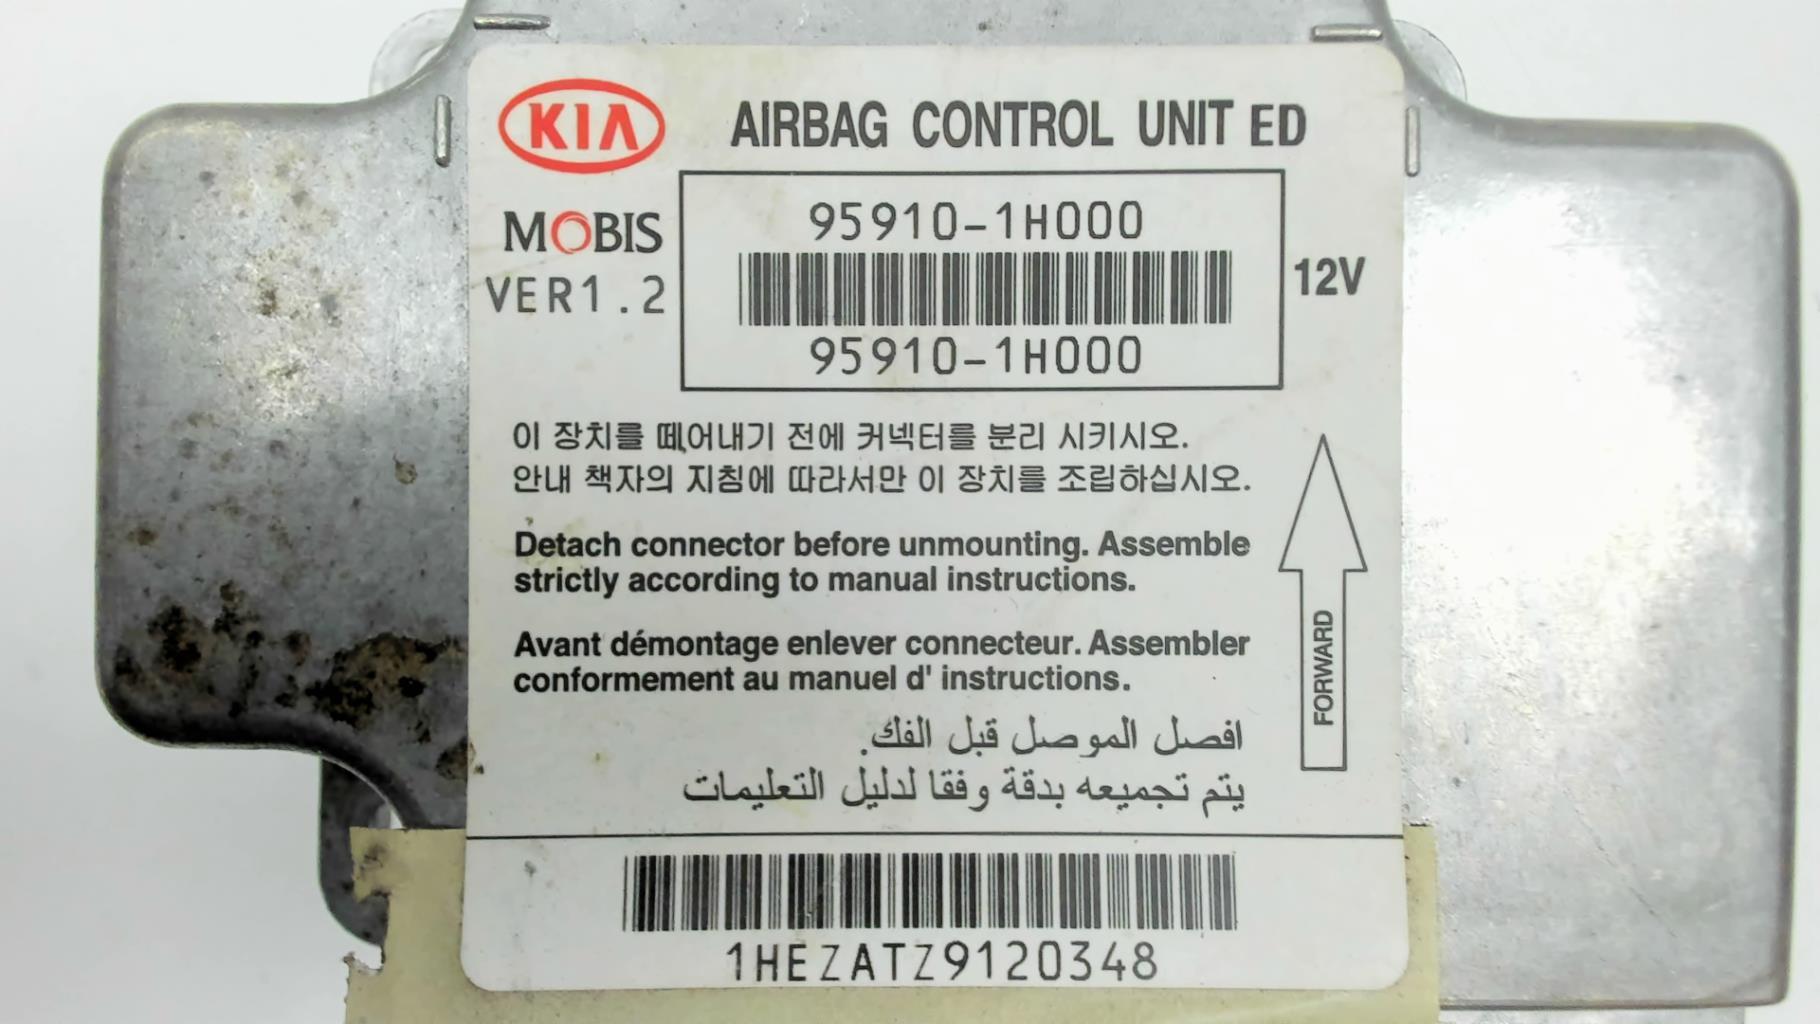 KIA
AIRBAG CONTROL UNIT ED
MOBIS
VER1.2
95910-1H000
95910-1H000
12V
이 장치를 떼어내기 전에 커넥터를 분리 시키시오.
안내 책자의 지침에 따라서만 이 장치를 조립하십시오.
Detach connector before unmounting. Assemble
strictly according to manual instructions.
Avant démontage enlever connecteur. Assembler
conformement au manuel d' instructions.
افصل الموصل قبل الفك.
يتم تجميعه بدقة وفقا لدليل التعليمات
FORWARD
1HEZATZ9120348